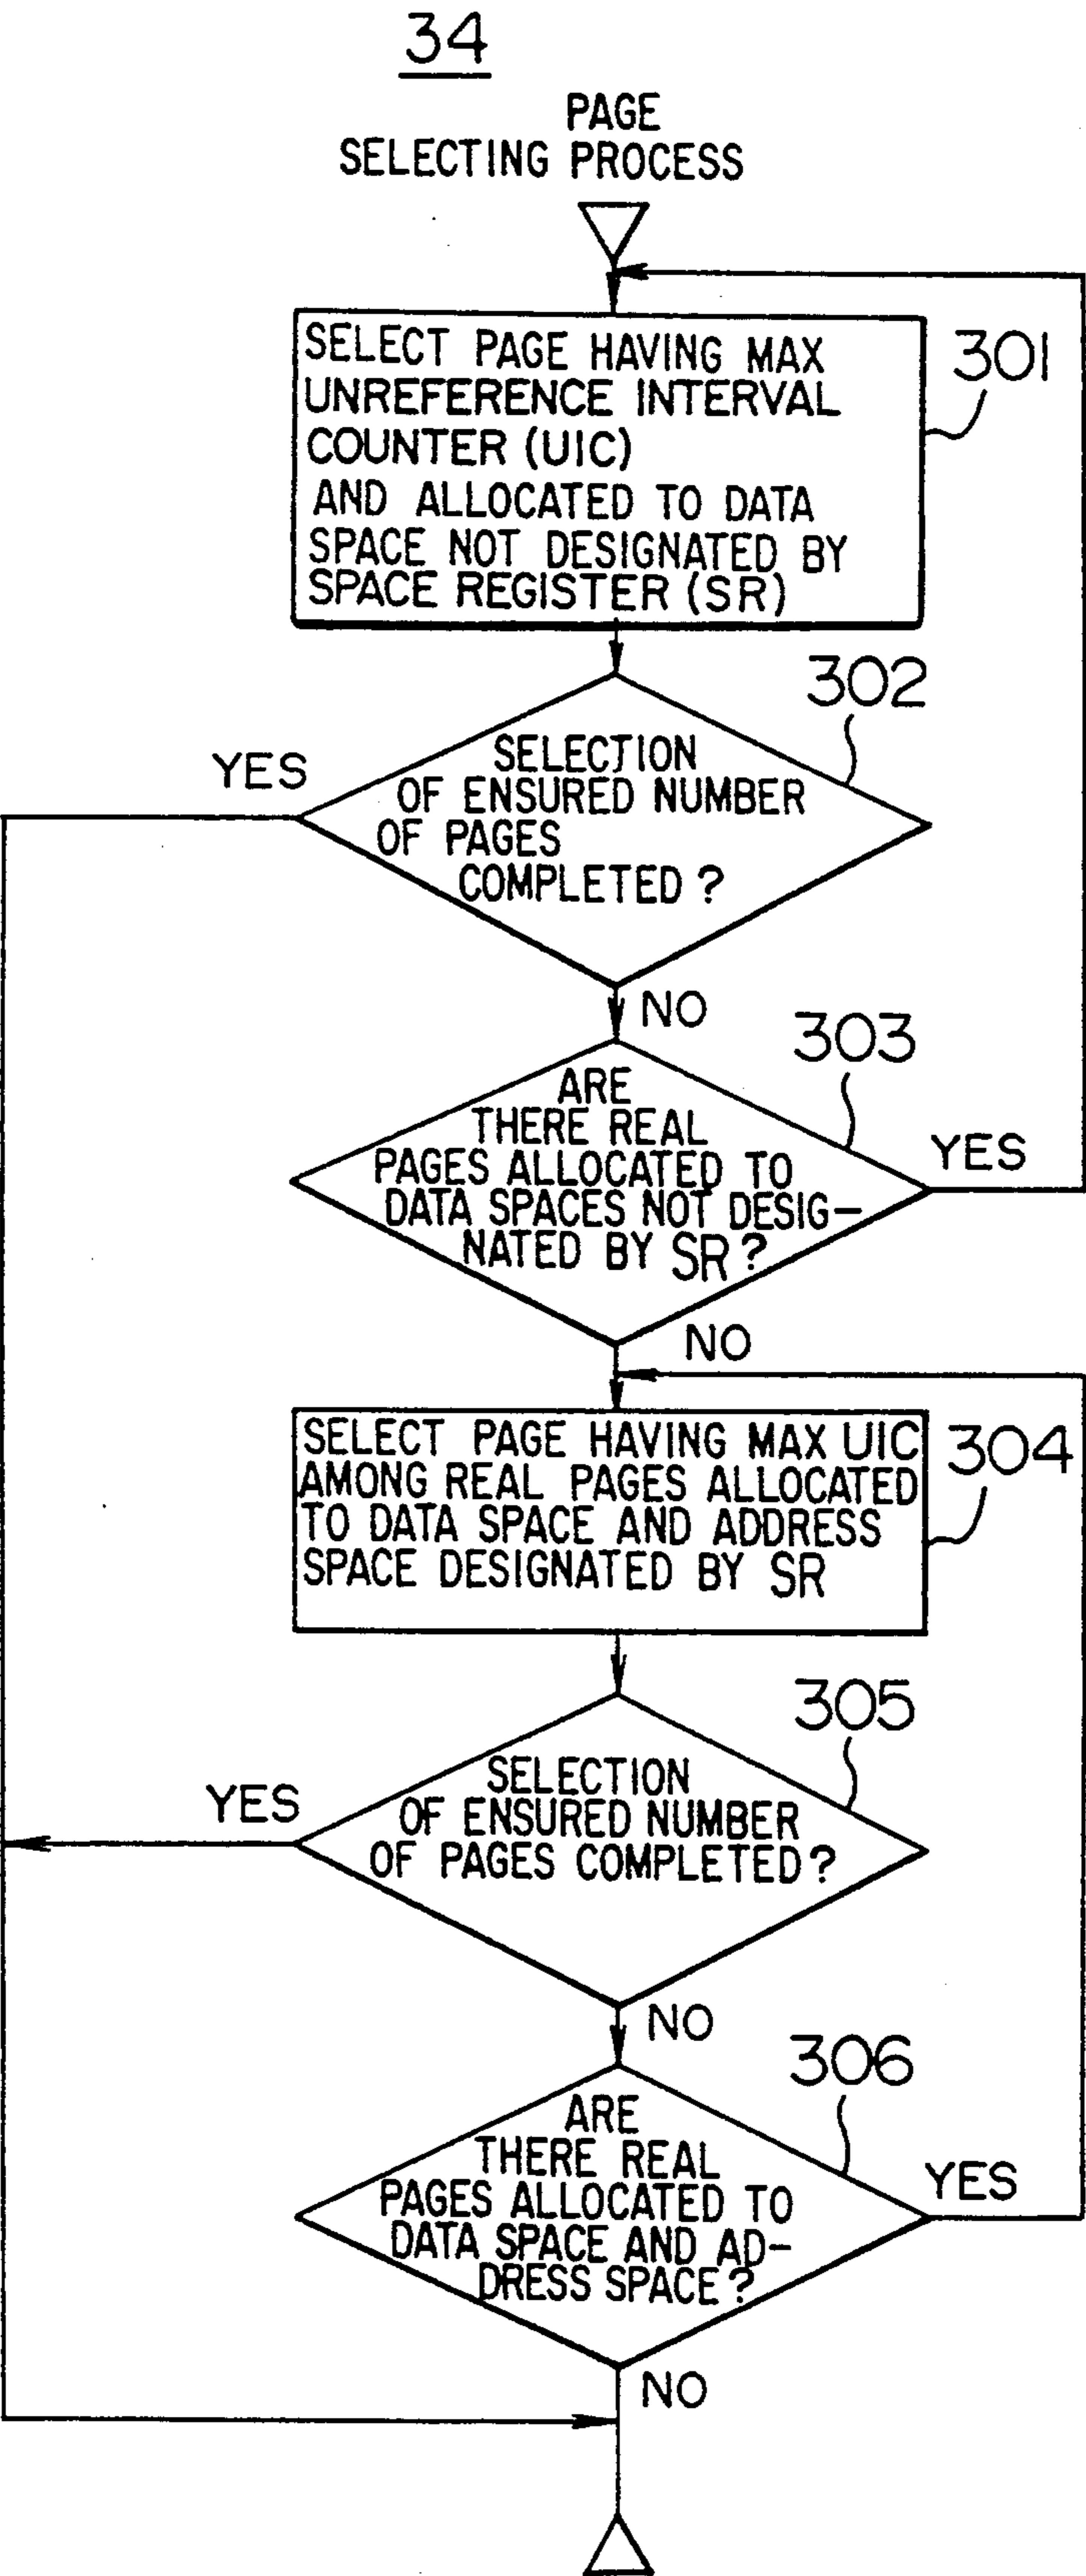 34
PAGE
SELECTING PROCESS
SELECT PAGE HAVING MAX
UNREFERENCE INTERVAL
COUNTER (UIC)
AND ALLOCATED TO DATA
SPACE NOT DESIGNATED BY
SPACE REGISTER (SR)
301
302
YES
SELECTION
OF ENSURED NUMBER
OF PAGES
COMPLETED ?
NO
303
ARE
THERE REAL
PAGES ALLOCATED TO
DATA SPACES NOT DESIG-
NATED BY SR ?
YES
NO
SELECT PAGE HAVING MAX UIC
AMONG REAL PAGES ALLOCATED
TO DATA SPACE AND ADDRESS
SPACE DESIGNATED BY SR
304
305
YES
SELECTION
OF ENSURED NUMBER
OF PAGES COMPLETED ?
NO
306
ARE
THERE REAL
PAGES ALLOCATED TO
DATA SPACE AND AD-
DRESS SPACE ?
YES
NO